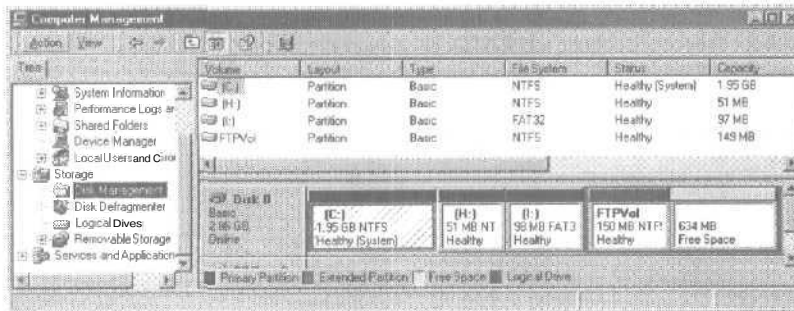 Computer Management
Action View
Tree
System Information
Performance Logs ar
Shared Folders
Device Manager
Local Users and Grou
Storage
Disk Management
Disk Defragmenter
Logical Dives
Removable Storage
Services and Application
Volume Layout Type File System Status Capacity
(C:) Partition Basic NTFS Healthy (System) 1.95 GB
(H:) Partition Basic NTFS Healthy 51 MB
(I:) Partition Basic FAT32 Healthy 97 MB
FTPVol Partition Basic NTFS Healthy 149 MB
Disk 0
Basic
Online
(C:)
1.95 GB NTFS
Healthy (System)
(H:)
51 MB NT
Healthy
(I:)
98 MB FAT3
Healthy
FTPVol
150 MB NTF
Healthy
634 MB
Free Space
Primary Partition Extended Partition Free Space Logical Drive